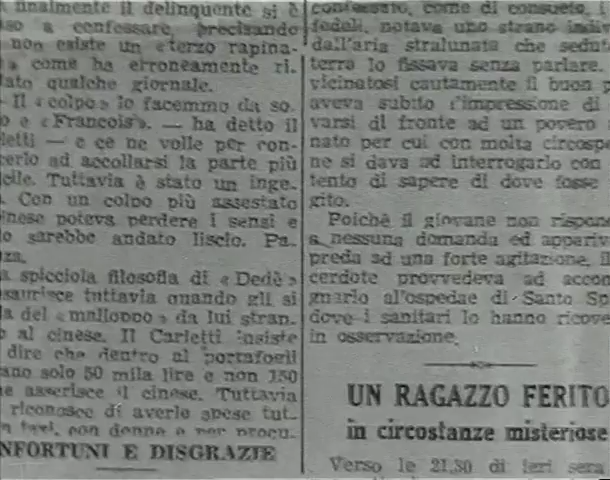 finalmente il delinquente si è
so a confessare, precisando
non esiste un «terzo rapina-
» come ha erroneamente ri-
lato qualche giornale.
- Il «colpo» lo facemmo da so-
o e «François». — ha detto il
letti — e ce ne volle per con-
cerlo ad accollarsi la parte più
elle. Tuttavia è stato un inge-
. Con un colpo più assestato
inese poteva perdere i sensi e
o sarebbe andato liscio. Pa-
za.
a spicciola filosofia di «Dedè»
saurisce tuttavia quando gli si
la del «malloppo» da lui strap-
o al cinese. Il Carletti insiste
dire che dentro al portafogli
ano solo 50 mila lire e non 150
e asserisce il cinese. Tuttavia
riconosce di averle spese tut-
in taxi, con donne e per procu-
NFORTUNI E DISGRAZIE
confessato, come di consueto, i
fedeli, notava uno strano indiv
dall'aria stralunata che sedut
terra lo fissava senza parlare.
vicinatosi cautamente il buon p
aveva subito l'impressione di
varsi di fronte ad un povero
nato per cui con molta circosp
ne si dava ad interrogarlo con
tento di sapere di dove fosse
gito.
Poichè il giovane non rispon
a nessuna domanda ed appariv
preda ad una forte agitazione, il
cerdote provvedeva ad accom
gnarlo al'ospedae di Santo Sp
dove i sanitari lo hanno ricove
in osservazione.
UN RAGAZZO FERITO
in circostanze misteriose
Verso le 21,30 di ieri sera